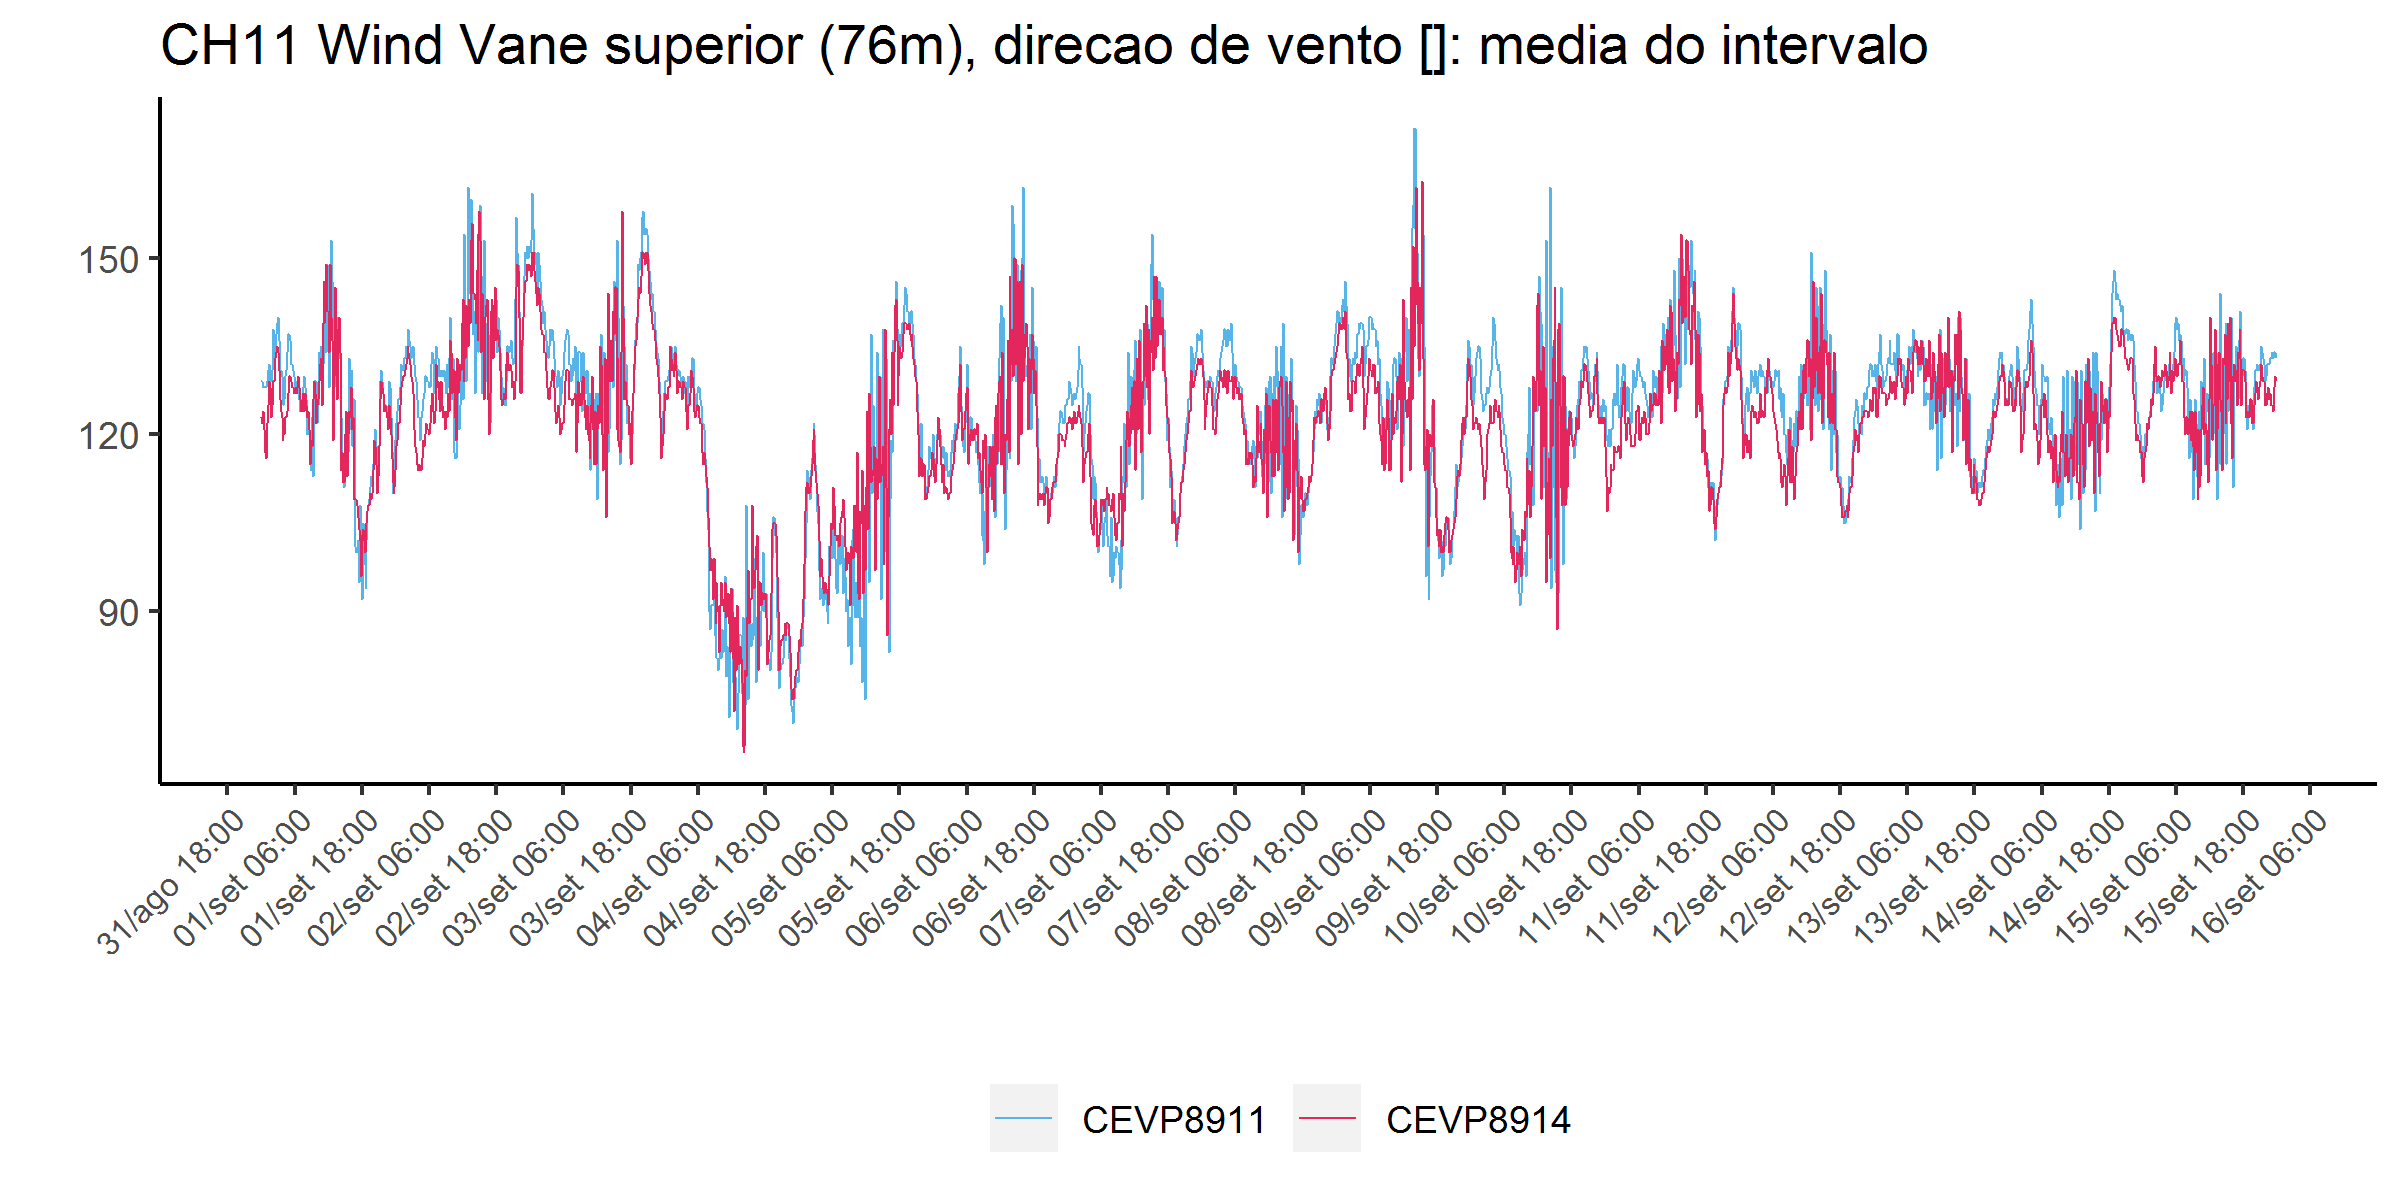 CH11 Wind Vane superior (76m), direcao de vento []: media do intervalo
150
120
90
31/ago 18:00
01/set 06:00
01/set 18:00
02/set 06:00
02/set 18:00
03/set 06:00
03/set 18:00
04/set 06:00
04/set 18:00
05/set 06:00
05/set 18:00
06/set 06:00
06/set 18:00
07/set 06:00
07/set 18:00
08/set 06:00
08/set 18:00
09/set 06:00
09/set 18:00
10/set 06:00
10/set 18:00
11/set 06:00
11/set 18:00
12/set 06:00
12/set 18:00
13/set 06:00
13/set 18:00
14/set 06:00
14/set 18:00
15/set 06:00
15/set 18:00
16/set 06:00
CEVP8911 CEVP8914